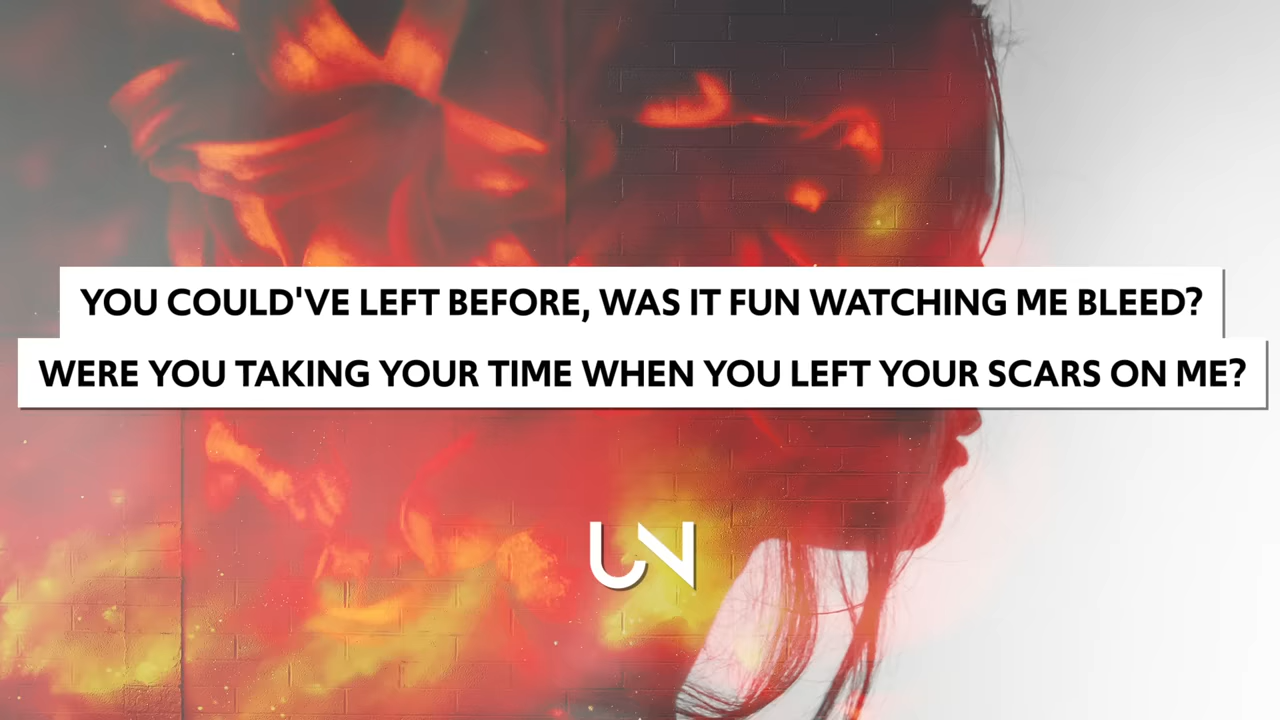 YOU COULD'VE LEFT BEFORE, WAS IT FUN WATCHING ME BLEED?
WERE YOU TAKING YOUR TIME WHEN YOU LEFT YOUR SCARS ON ME?
UN